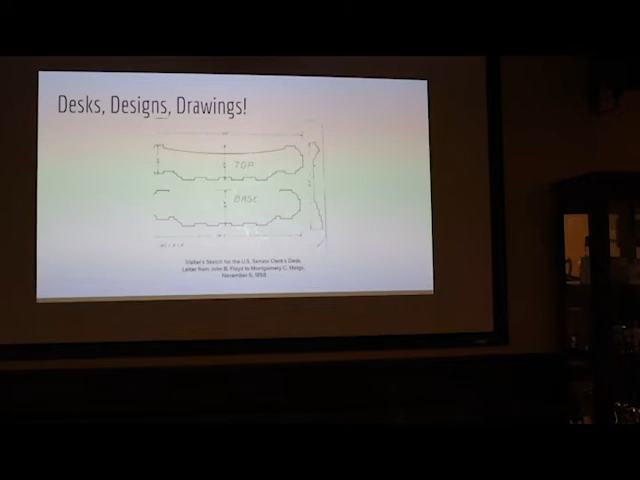 Desks, Designs, Drawings!
TOP
BASE
Walter's Sketch for the U.S. Senate Clerk's Desk,
Letter from John B. Floyd to Montgomery C. Meigs,
November 5, 1858